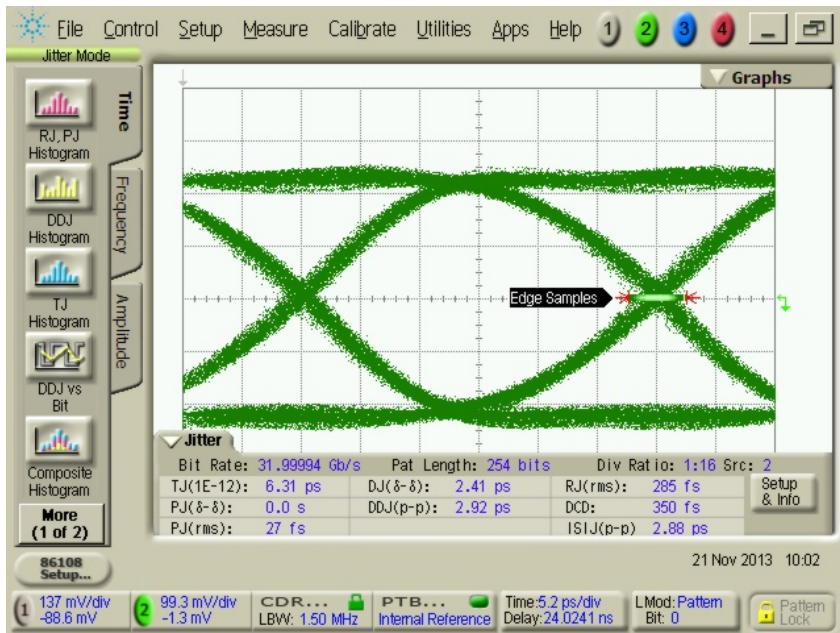 File Control Setup Measure Calibrate Utilities Apps Help 1 2 3 4
Jitter Mode
Graphs
Time
Frequency
Amplitude
RJ, PJ
Histogram
DDJ
Histogram
TJ
Histogram
DDJ vs
Bit
Composite
Histogram
More
(1 of 2)
86108
Setup...
Edge Samples
Jitter
Bit Rate: 31.99994 Gb/s Pat Length: 254 bits Div Ratio: 1:16 Src: 2
TJ(1E-12): 6.31 ps DJ(δ-δ): 2.41 ps RJ(rms): 285 fs
PJ(δ-δ): 0.0 s DDJ(p-p): 2.92 ps DCD: 350 fs
PJ(rms): 27 fs ISIJ(p-p) 2.88 ps
Setup
& Info
21 Nov 2013 10:02
1 137 mV/div
-88.6 mV
2 99.3 mV/div
-1.3 mV
CDR...
LBW: 1.50 MHz
PTB...
Internal Reference
Time:5.2 ps/div
Delay:24.0241 ns
LMod: Pattern
Bit: 0
Pattern
Lock